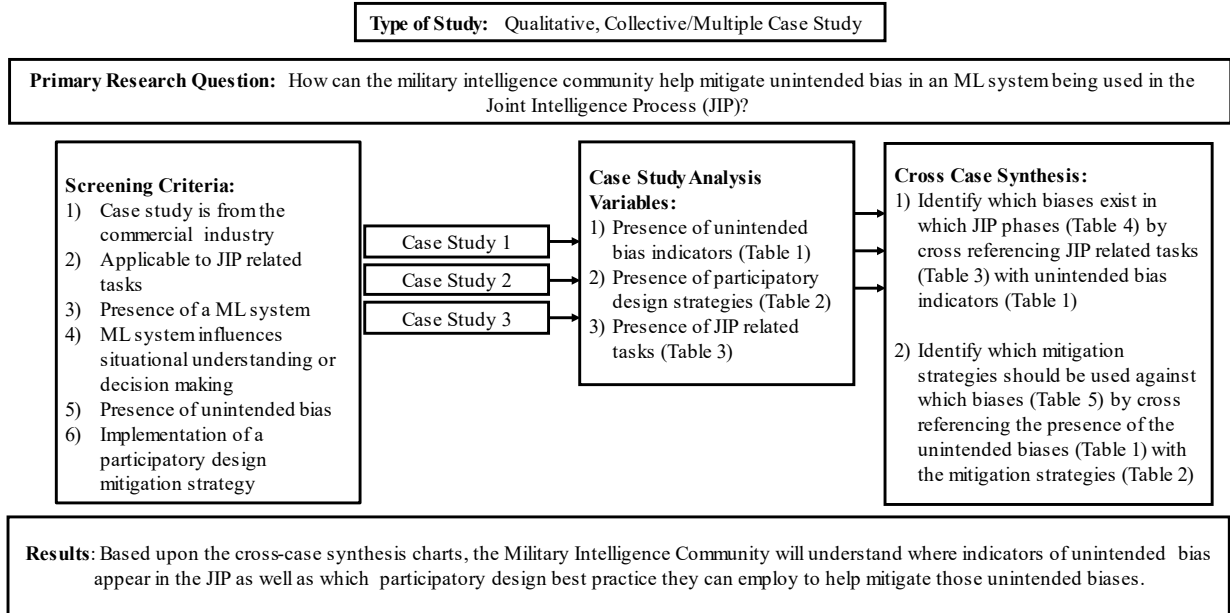 Type of Study: Qualitative, Collective/Multiple Case Study
Primary Research Question: How can the military intelligence community help mitigate unintended bias in an ML system being used in the
Joint Intelligence Process (JIP)?
Screening Criteria:
1) Case study is from the
commercial industry
2) Applicable to JIP related
tasks
3) Presence of a ML system
4) ML system influences
situational understanding or
decision making
5) Presence of unintended bias
6) Implementation of a
participatory design
mitigation strategy
Case Study 1
Case Study 2
Case Study 3
Case Study Analysis
Variables:
1) Presence of unintended
bias indicators (Table 1)
2) Presence of participatory
design strategies (Table 2)
3) Presence of JIP related
tasks (Table 3)
Cross Case Synthesis:
1) Identify which biases exist in
which JIP phases (Table 4) by
cross referencing JIP related tasks
(Table 3) with unintended bias
indicators (Table 1)
2) Identify which mitigation
strategies should be used against
which biases (Table 5) by cross
referencing the presence of the
unintended biases (Table 1) with
the mitigation strategies (Table 2)
Results: Based upon the cross-case synthesis charts, the Military Intelligence Community will understand where indicators of unintended bias
appear in the JIP as well as which participatory design best practice they can employ to help mitigate those unintended biases.